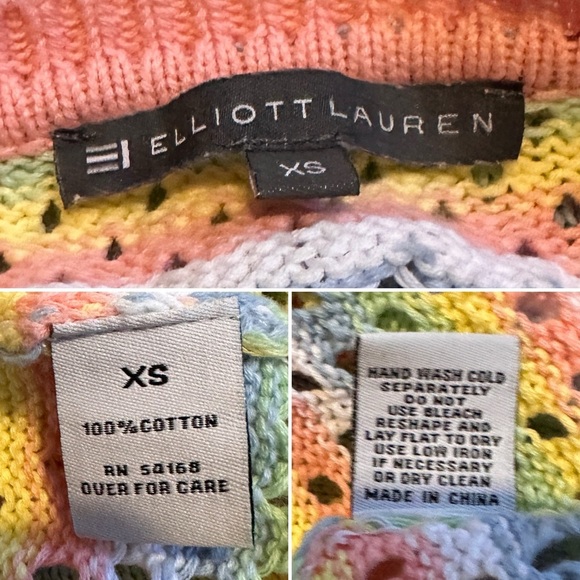 ELLIOTT LAUREN
XS
XS
100% COTTON
RN 54168
OVER FOR CARE
HAND WASH COLD
SEPARATELY
DO NOT
USE BLEACH
RESHAPE AND
LAY FLAT TO DRY
USE LOW IRON
IF NECESSARY
OR DRY CLEAN
MADE IN CHINA